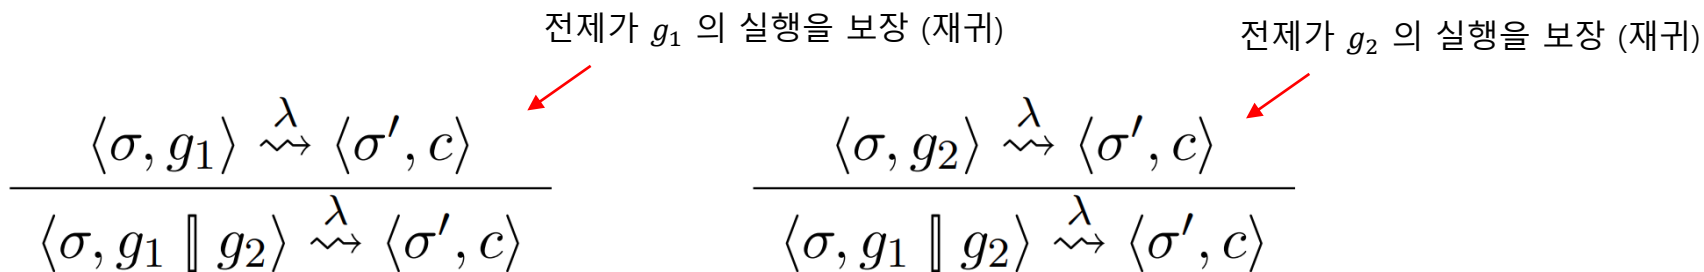 전제가 g₁ 의 실행을 보장 (재귀)
전제가 g₂ 의 실행을 보장 (재귀)
⟨σ, g₁⟩ ⇝^λ ⟨σ′, c⟩
⟨σ, g₁ ⫿ g₂⟩ ⇝^λ ⟨σ′, c⟩
⟨σ, g₂⟩ ⇝^λ ⟨σ′, c⟩
⟨σ, g₁ ⫿ g₂⟩ ⇝^λ ⟨σ′, c⟩